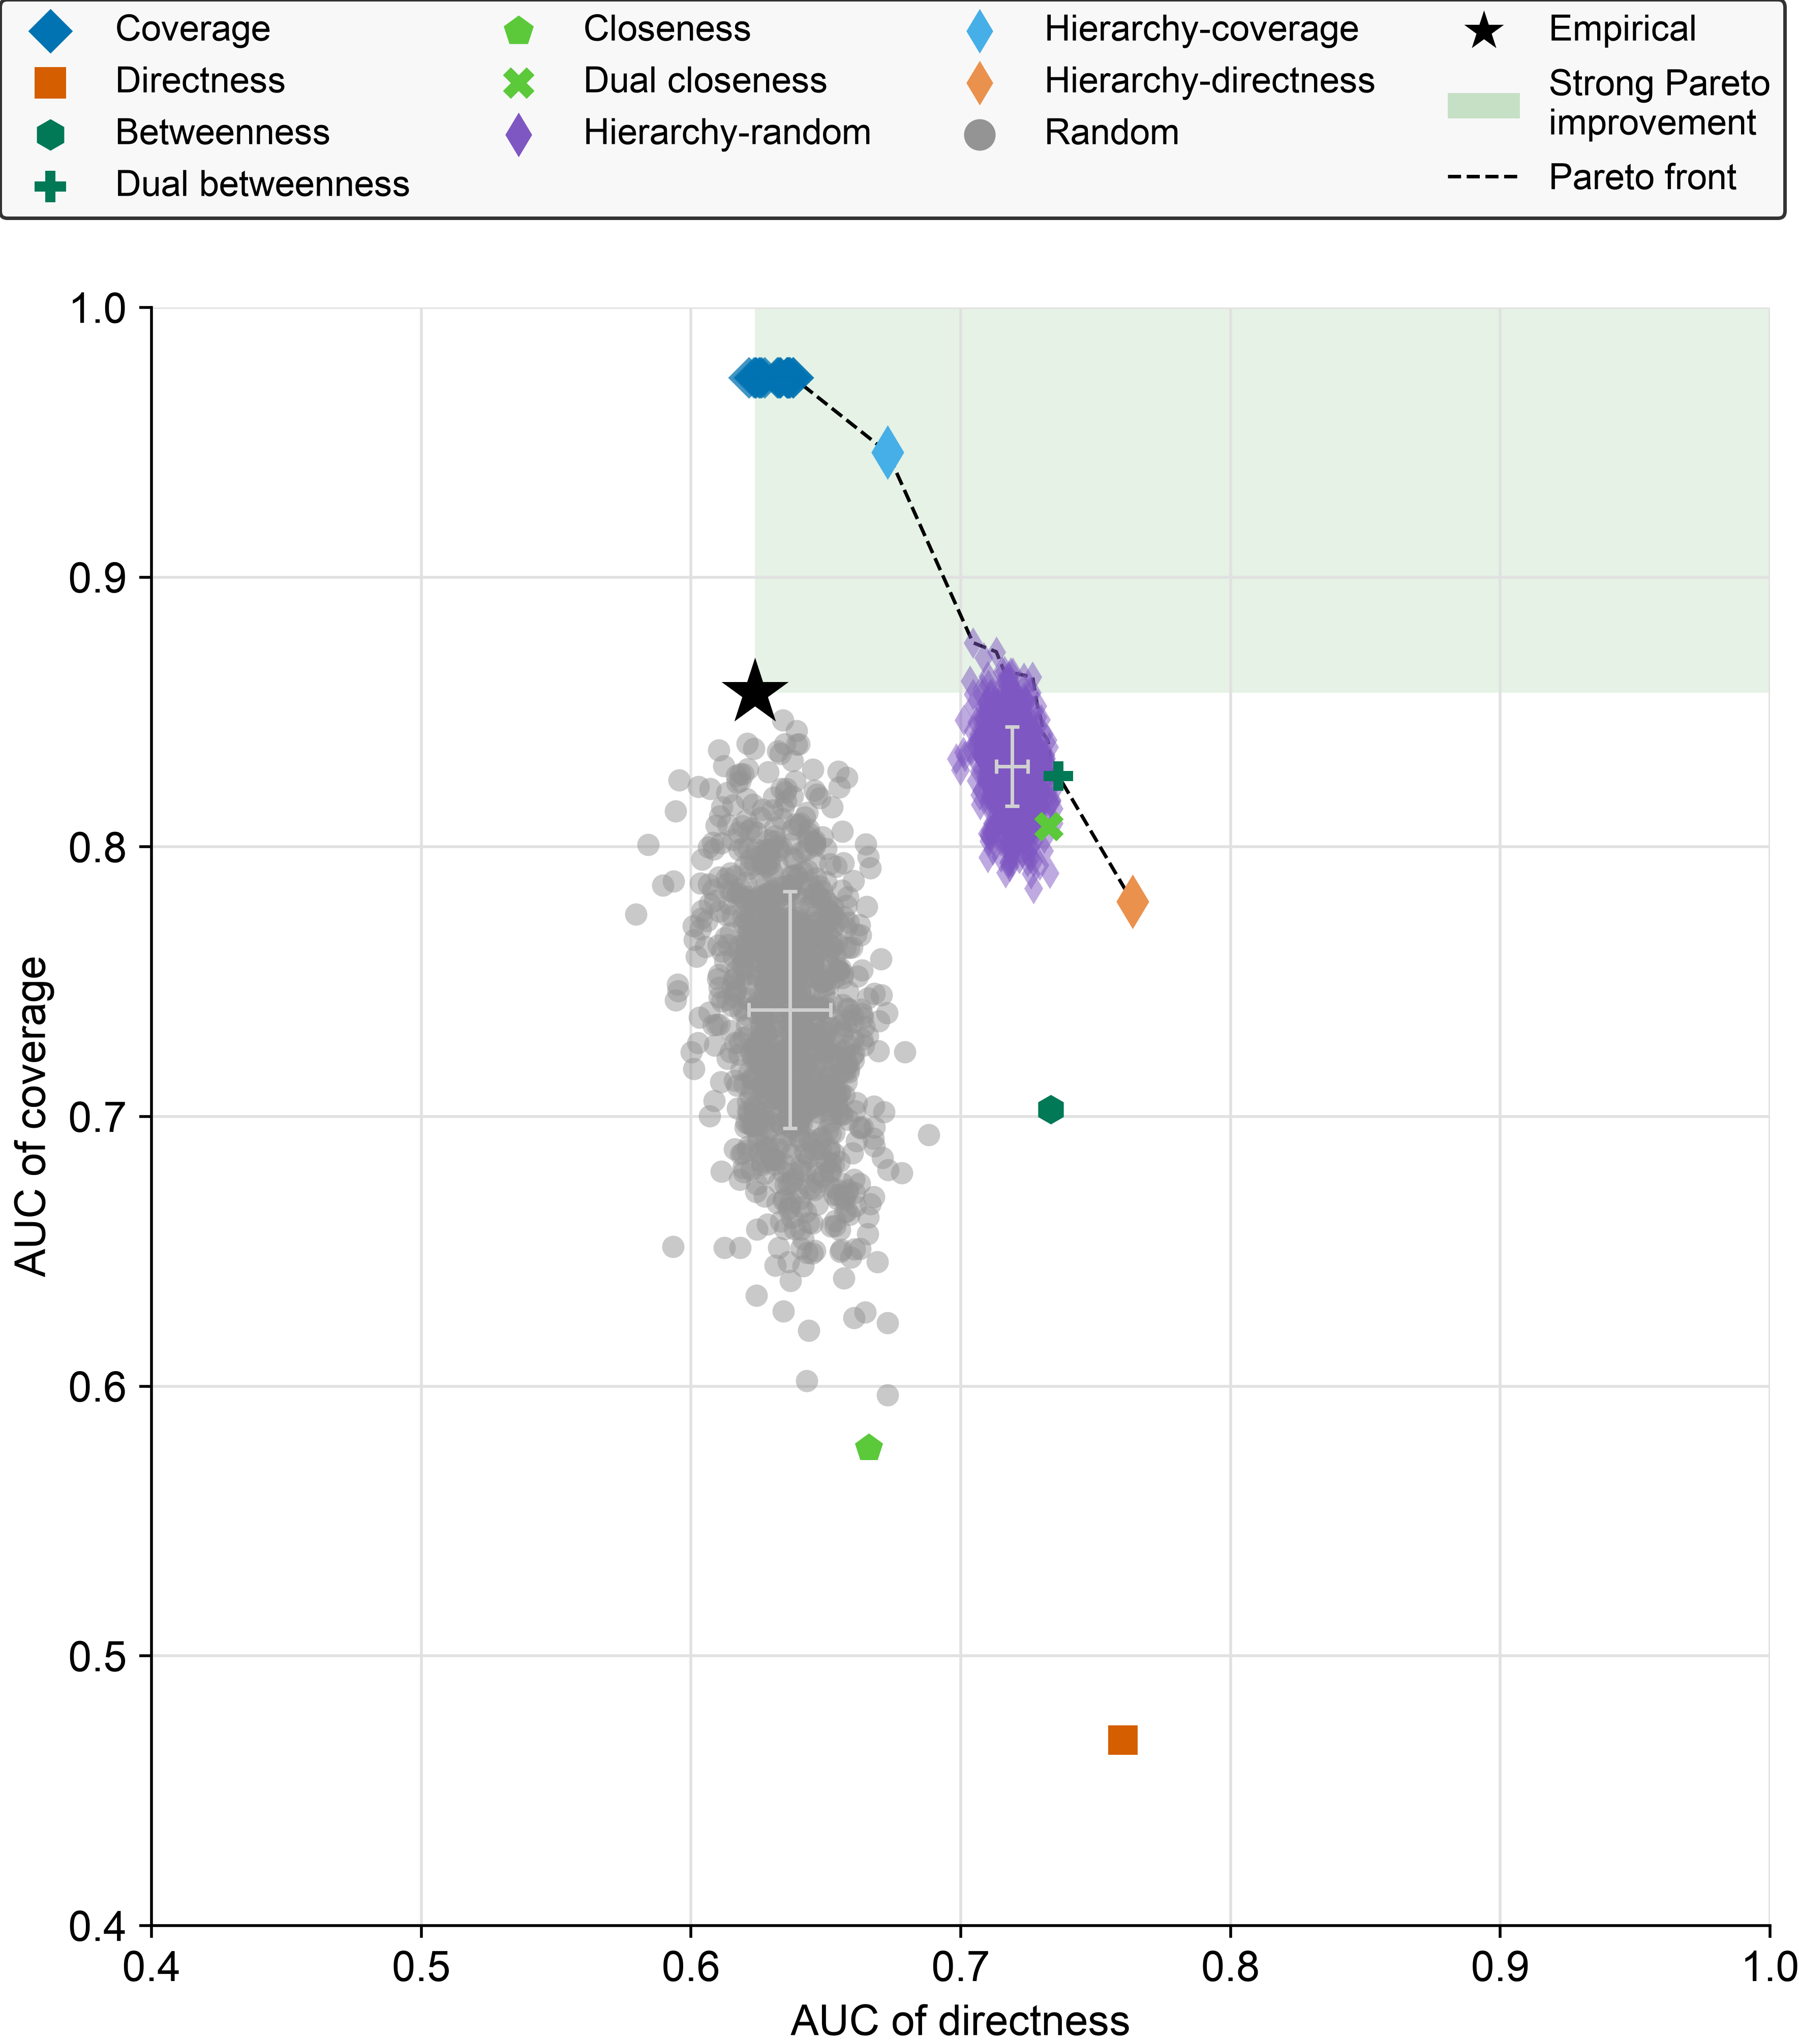 Coverage
Directness
Betweenness
Dual betweenness
Closeness
Dual closeness
Hierarchy-random
Hierarchy-coverage
Hierarchy-directness
Random
Empirical
Strong Pareto
improvement
Pareto front
1.0
0.9
0.8
0.7
0.6
0.5
0.4
AUC of coverage
0.4
0.5
0.6
0.7
0.8
0.9
1.0
AUC of directness